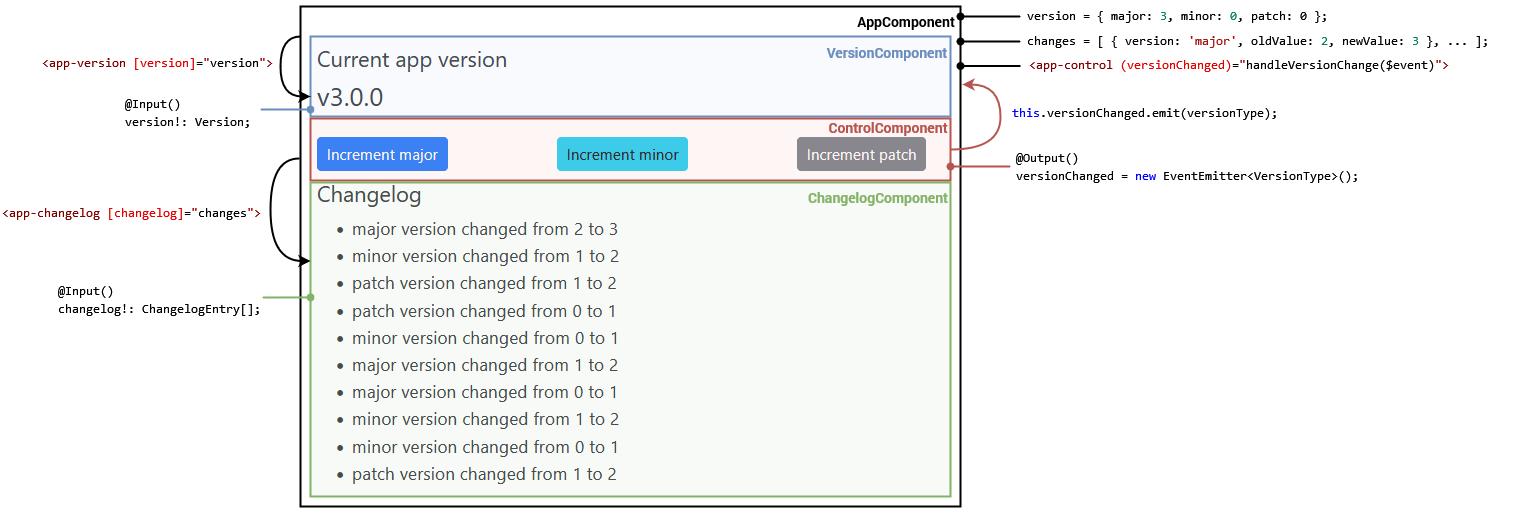 AppComponent
version = { major: 3, minor: 0, patch: 0 };
changes = [ { version: 'major', oldValue: 2, newValue: 3 }, ... ];
<app-control (versionChanged)="handleVersionChange($event)">
<app-version [version]="version">
@Input()
version!: Version;
VersionComponent
Current app version
v3.0.0
this.versionChanged.emit(versionType);
ControlComponent
Increment major
Increment minor
Increment patch
@Output()
versionChanged = new EventEmitter<VersionType>();
<app-changelog [changelog]="changes">
@Input()
changelog!: ChangelogEntry[];
ChangelogComponent
Changelog
• major version changed from 2 to 3
• minor version changed from 1 to 2
• patch version changed from 1 to 2
• patch version changed from 0 to 1
• minor version changed from 0 to 1
• major version changed from 1 to 2
• major version changed from 0 to 1
• minor version changed from 1 to 2
• minor version changed from 0 to 1
• patch version changed from 1 to 2